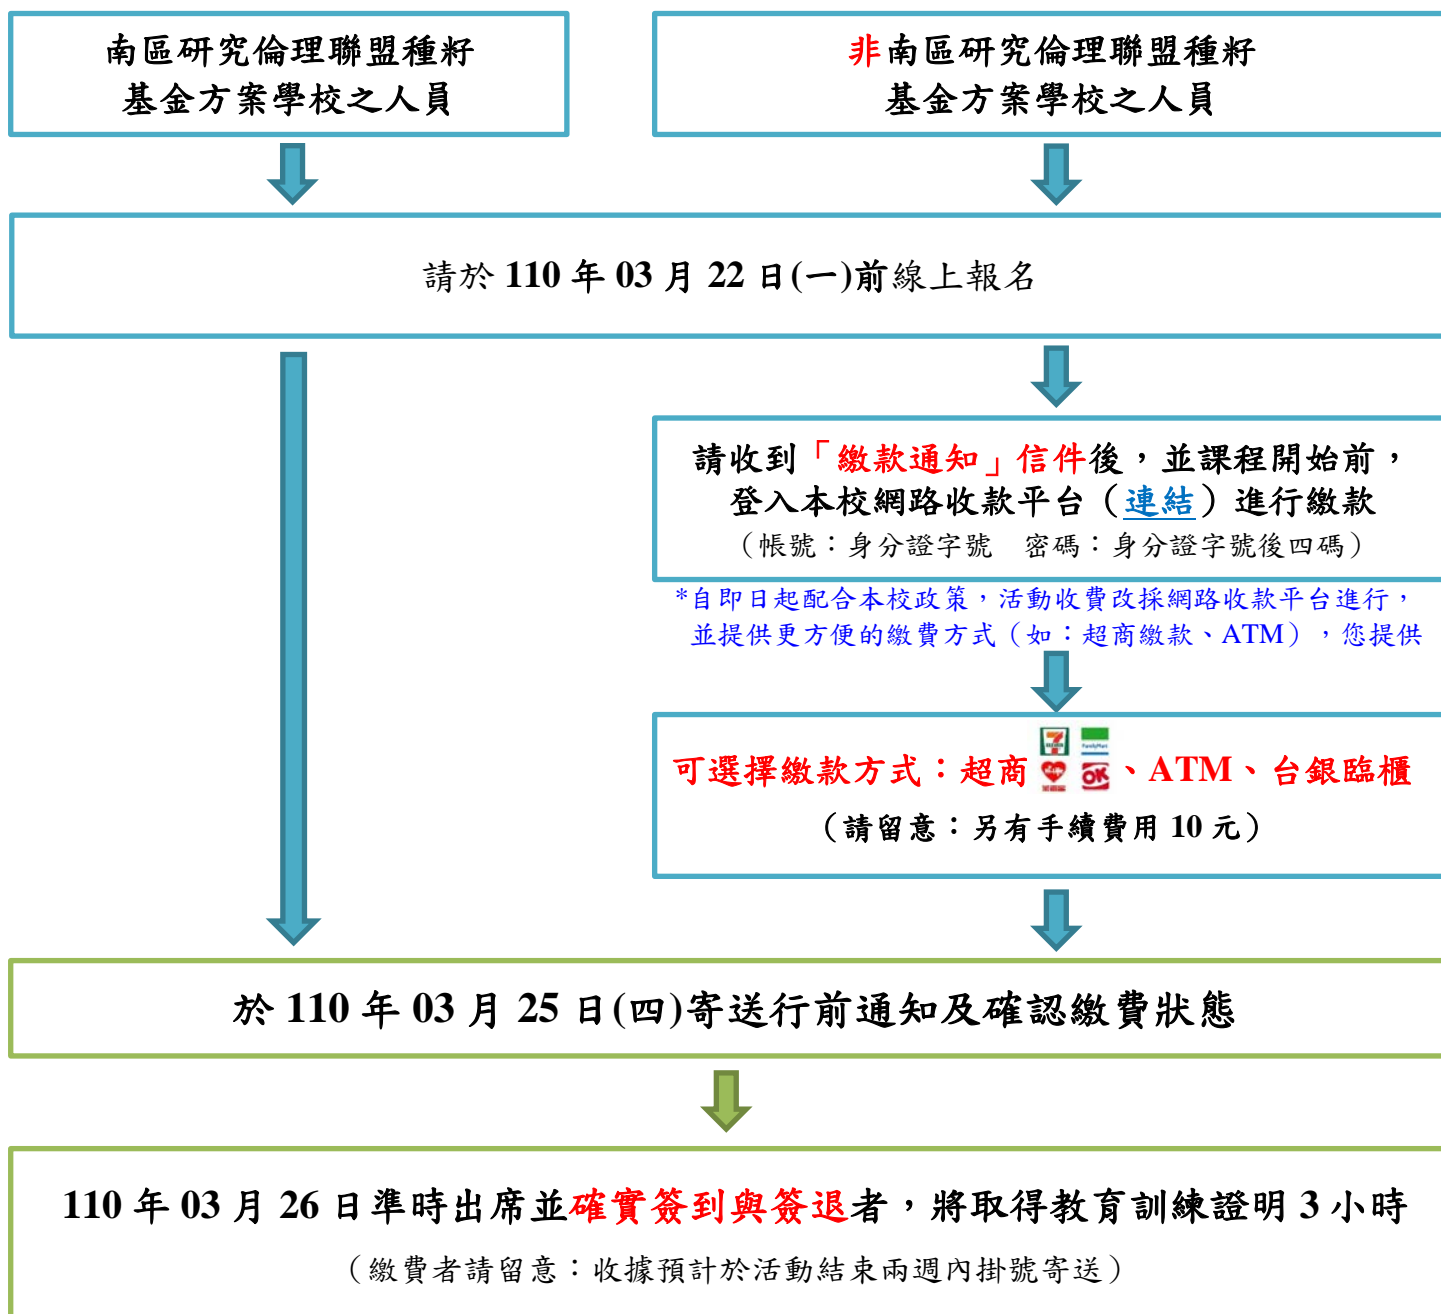 南區研究倫理聯盟種籽
基金方案學校之人員
非南區研究倫理聯盟種籽
基金方案學校之人員
請於 110 年 03 月 22 日(一)前線上報名
請收到「繳款通知」信件後，並課程開始前，
登入本校網路收款平台（連結）進行繳款
（帳號：身分證字號　密碼：身分證字號後四碼）
*自即日起配合本校政策，活動收費改採網路收款平台進行，
並提供更方便的繳費方式（如：超商繳款、ATM），您提供
可選擇繳款方式：超商 7 ELEVEN FamilyMart OK 、ATM、台銀臨櫃
（請留意：另有手續費用 10 元）
於 110 年 03 月 25 日(四)寄送行前通知及確認繳費狀態
110 年 03 月 26 日準時出席並確實簽到與簽退者，將取得教育訓練證明 3 小時
（繳費者請留意：收據預計於活動結束兩週內掛號寄送）